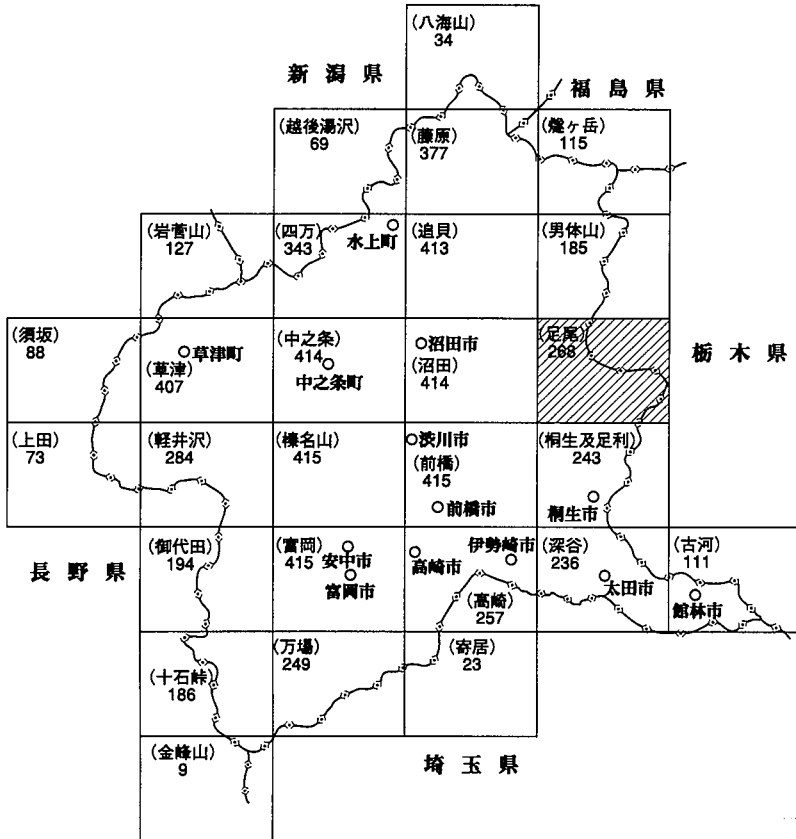 (八海山)
34
新潟県
福島県
(越後湯沢)
69
(藤原)
377
(燧ヶ岳)
115
(岩菅山)
127
(四万)
343
水上町
(追貝)
413
(男体山)
185
(須坂)
88
草津町
(草津)
407
(中之条)
414
中之条町
沼田市
(沼田)
414
(足尾)
268
栃木県
(上田)
73
(軽井沢)
284
(榛名山)
415
渋川市
(前橋)
415
前橋市
(桐生及足利)
243
桐生市
長野県
(御代田)
194
(富岡)
415
安中市
富岡市
高崎市
伊勢崎市
(高崎)
257
(深谷)
236
太田市
(古河)
111
館林市
(十石峠)
186
(万場)
249
(寄居)
23
(金峰山)
9
埼玉県